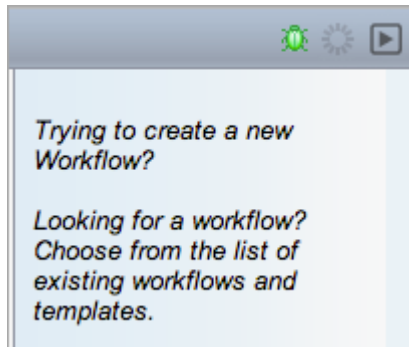 Trying to create a new
Workflow?
Looking for a workflow?
Choose from the list of
existing workflows and
templates.